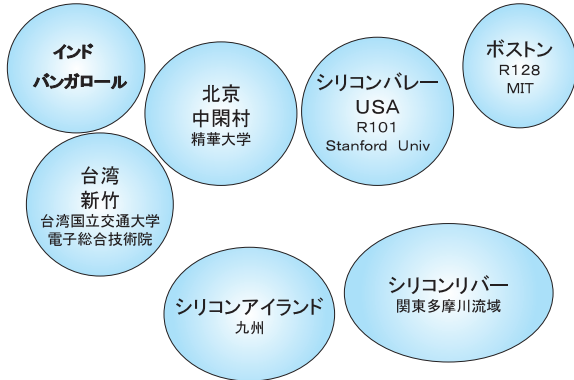 インド
バンガロール
北京
中関村
精華大学
シリコンバレー
USA
R101
Stanford Univ
ボストン
R128
MIT
台湾
新竹
台湾国立交通大学
電子総合技術院
シリコンアイランド
九州
シリコンリバー
関東多摩川流域